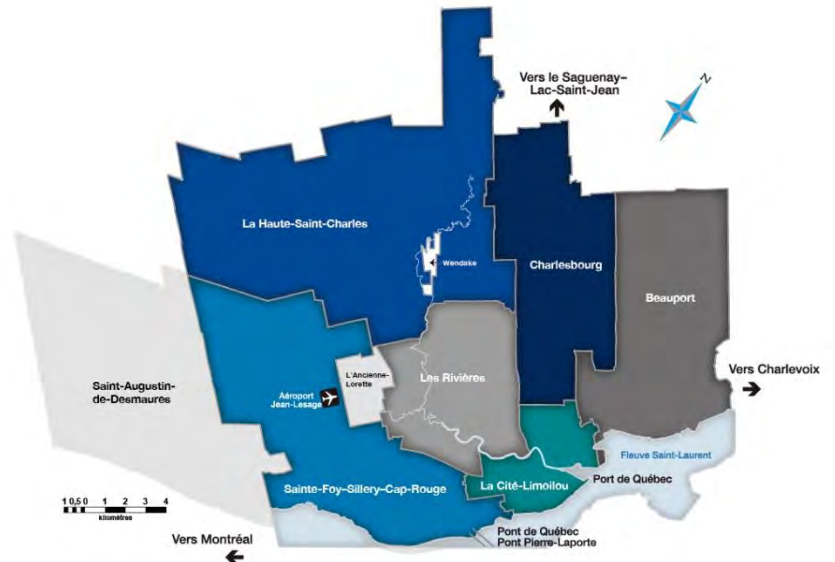 Vers le Saguenay–
Lac-Saint-Jean
N
La Haute-Saint-Charles
Wendake
Charlesbourg
Beauport
Vers Charlevoix
Saint-Augustin-
de-Desmaures
L'Ancienne-
Lorette
Les Rivières
Aéroport
Jean-Lesage
Fleuve Saint-Laurent
Sainte-Foy–Sillery–Cap-Rouge
La Cité-Limoilou
Port de Québec
1 0,5 0 1 2 3 4
kilomètres
Pont de Québec
Pont Pierre-Laporte
Vers Montréal